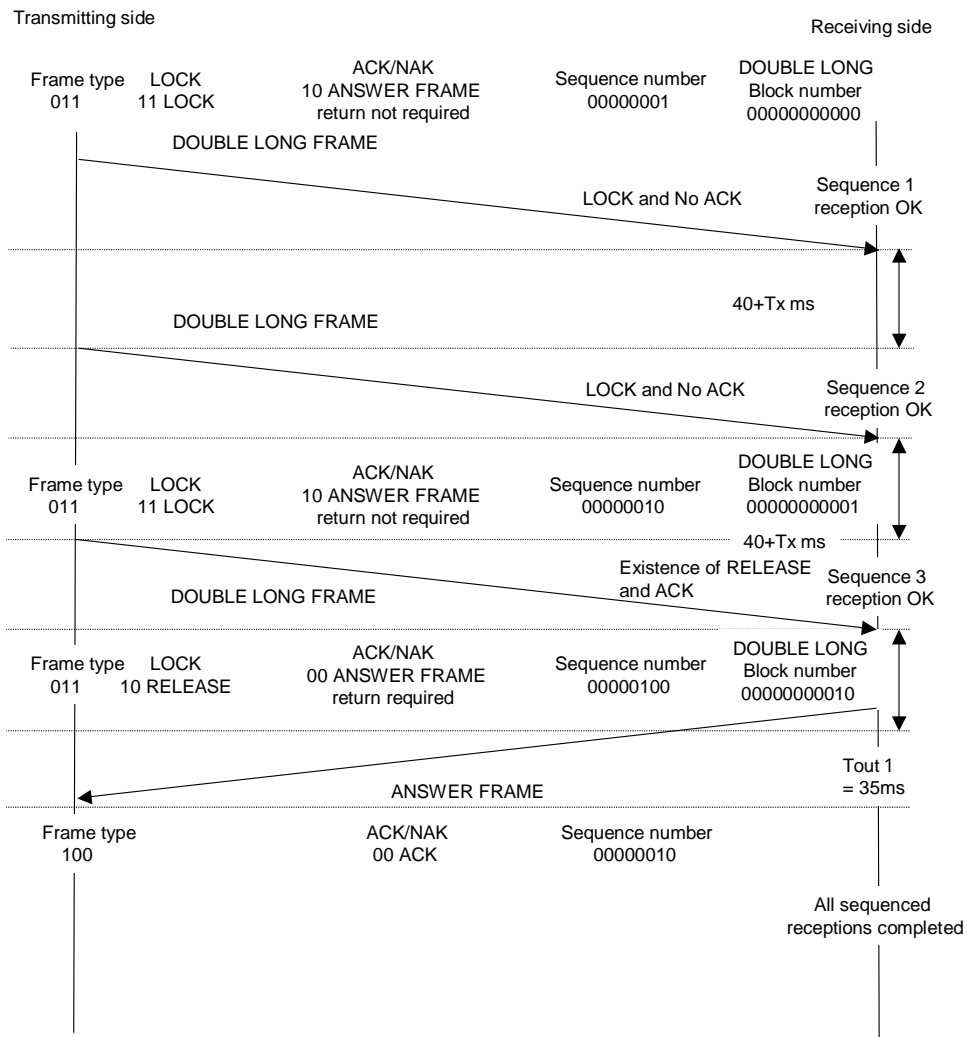 Transmitting side
Receiving side
Frame type
011
LOCK
11 LOCK
ACK/NAK
10 ANSWER FRAME
return not required
Sequence number
00000001
DOUBLE LONG
Block number
00000000000
DOUBLE LONG FRAME
LOCK and No ACK
Sequence 1
reception OK
40+Tx ms
DOUBLE LONG FRAME
LOCK and No ACK
Sequence 2
reception OK
Frame type
011
LOCK
11 LOCK
ACK/NAK
10 ANSWER FRAME
return not required
Sequence number
00000010
DOUBLE LONG
Block number
00000000001
40+Tx ms
Existence of RELEASE
and ACK
Sequence 3
reception OK
DOUBLE LONG FRAME
Frame type
011
LOCK
10 RELEASE
ACK/NAK
00 ANSWER FRAME
return required
Sequence number
00000100
DOUBLE LONG
Block number
00000000010
Tout 1
= 35ms
ANSWER FRAME
Frame type
100
ACK/NAK
00 ACK
Sequence number
00000010
All sequenced
receptions completed